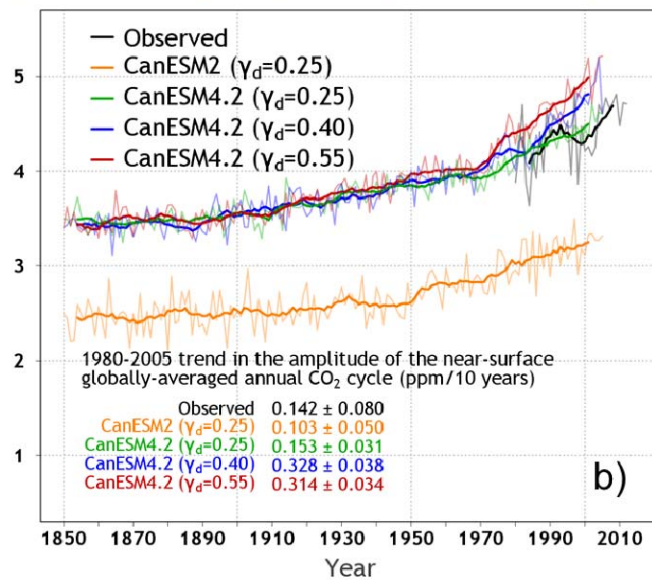 Observed
CanESM2 (γd=0.25)
CanESM4.2 (γd=0.25)
CanESM4.2 (γd=0.40)
CanESM4.2 (γd=0.55)
5
4
3
2
1
1980-2005 trend in the amplitude of the near-surface
globally-averaged annual CO₂ cycle (ppm/10 years)
Observed 0.142 ± 0.080
CanESM2 (γd=0.25) 0.103 ± 0.050
CanESM4.2 (γd=0.25) 0.153 ± 0.031
CanESM4.2 (γd=0.40) 0.328 ± 0.038
CanESM4.2 (γd=0.55) 0.314 ± 0.034
b)
1850 1870 1890 1910 1930 1950 1970 1990 2010
Year